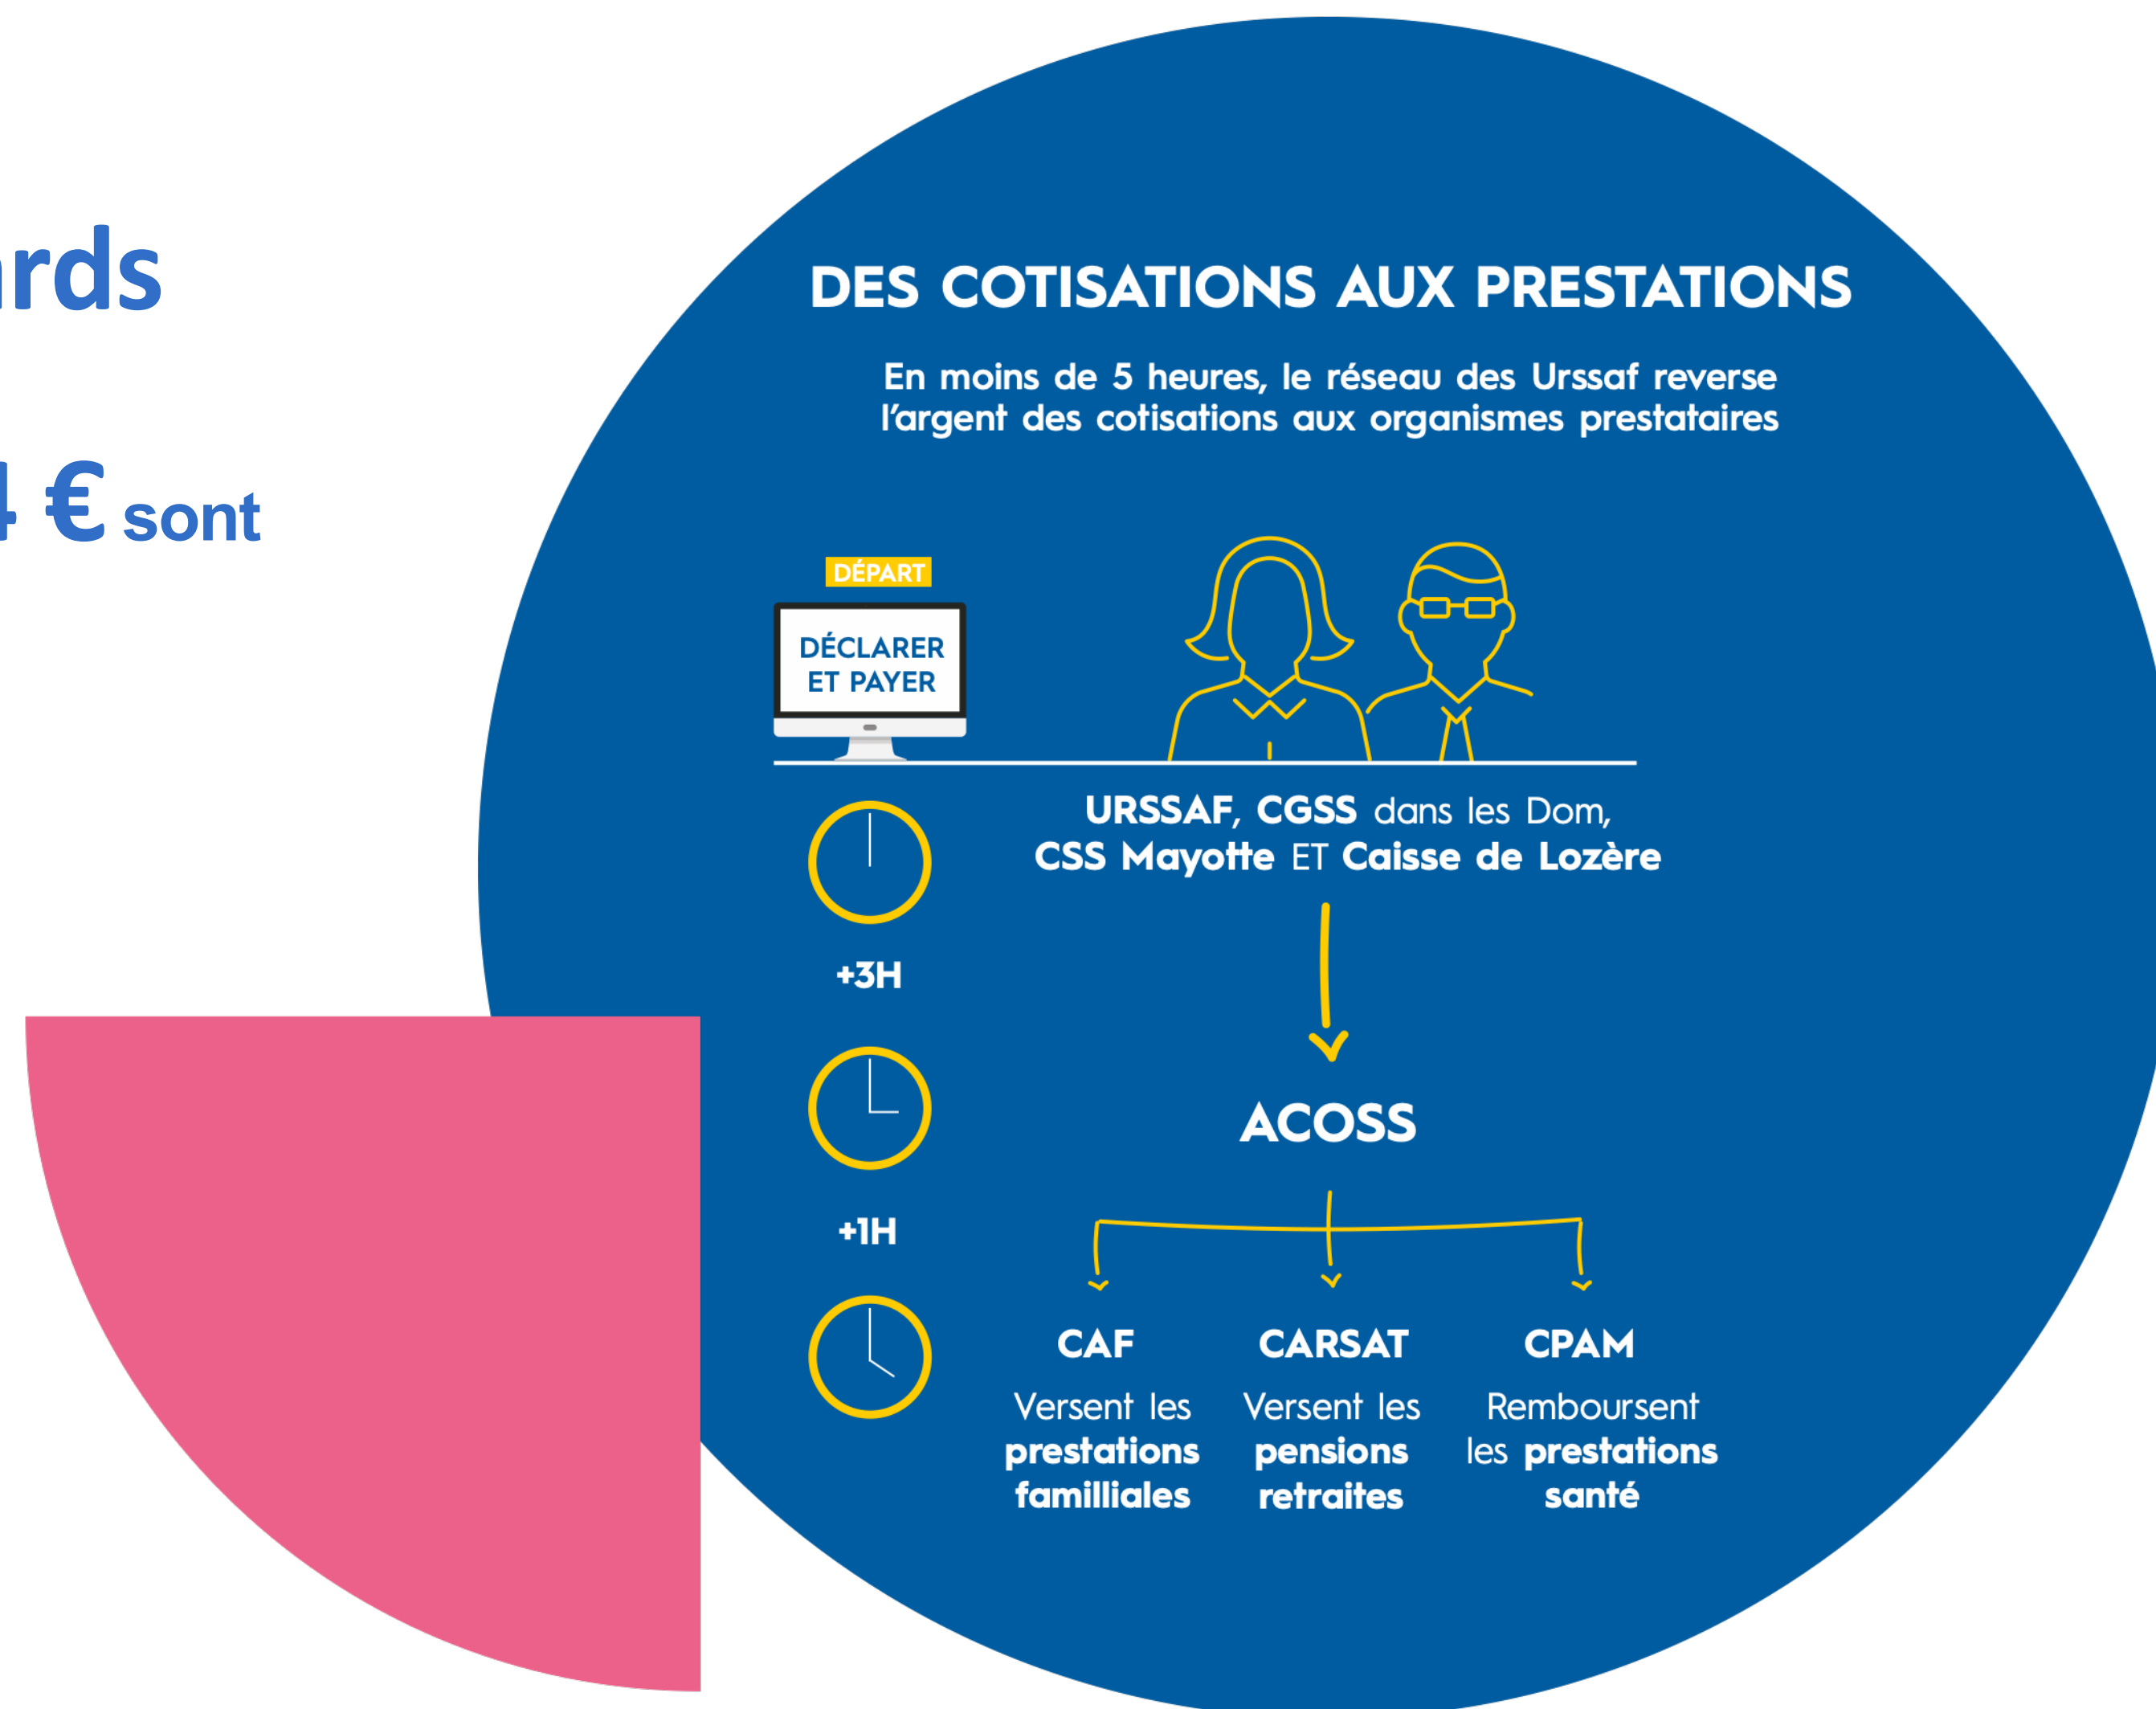 DES COTISATIONS AUX PRESTATIONS
En moins de 5 heures, le réseau des Urssaf reverse
l'argent des cotisations aux organismes prestataires
€ sont
DÉPART
DÉCLARER
ET PAYER
URSSAF, CGSS dans les Dom,
CSS Mayotte ET Caisse de Lozère
+3H
ACOSS
+1H
CAF
Versent les
prestations
familliales
CARSAT
Versent les
pensions
retraites
CPAM
Remboursent
les prestations
santé